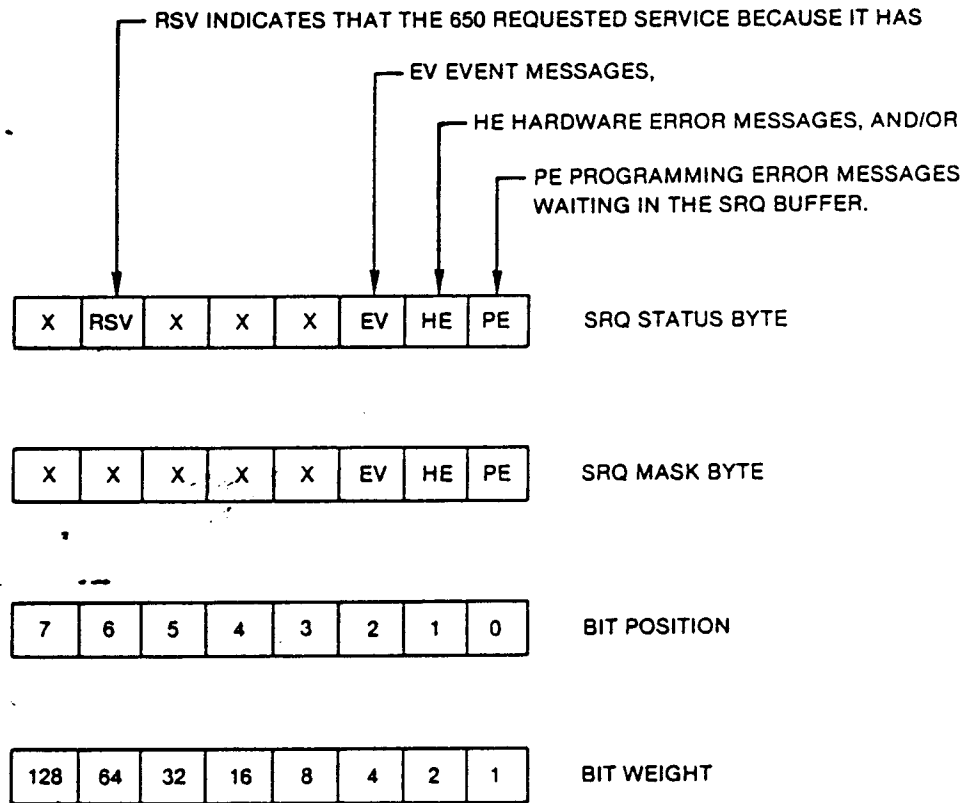 RSV INDICATES THAT THE 650 REQUESTED SERVICE BECAUSE IT HAS
EV EVENT MESSAGES,
HE HARDWARE ERROR MESSAGES, AND/OR
PE PROGRAMMING ERROR MESSAGES
WAITING IN THE SRQ BUFFER.
X RSV X X X EV HE PE SRQ STATUS BYTE
X X X X X EV HE PE SRQ MASK BYTE
7 6 5 4 3 2 1 0 BIT POSITION
128 64 32 16 8 4 2 1 BIT WEIGHT